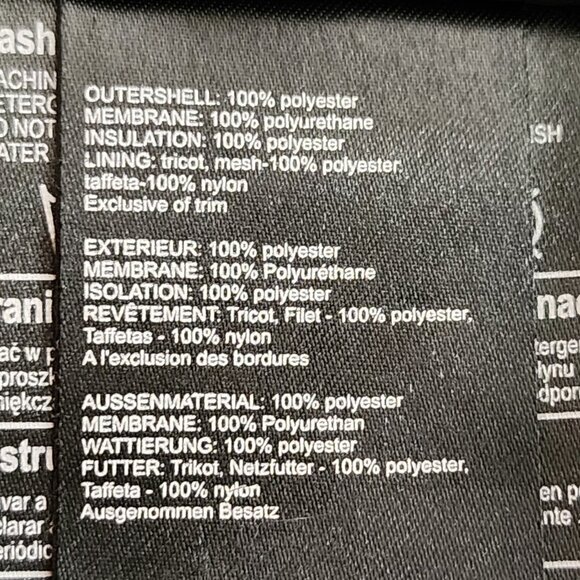 OUTERSHELL: 100% polyester
MEMBRANE: 100% polyurethane
INSULATION: 100% polyester
LINING: tricot, mesh-100% polyester,
taffeta-100% nylon
Exclusive of trim
EXTERIEUR: 100% polyester
MEMBRANE: 100% Polyuréthane
ISOLATION: 100% polyester
REVÊTEMENT: Tricot, Filet - 100% polyester,
Taffetas - 100% nylon
A l'exclusion des bordures
AUSSENMATERIAL: 100% polyester
MEMBRANE: 100% Polyurethan
WATTIERUNG: 100% polyester
FUTTER: Trikot, Netzfutter - 100% polyester,
Taffeta - 100% nylon
Ausgenommen Besatz